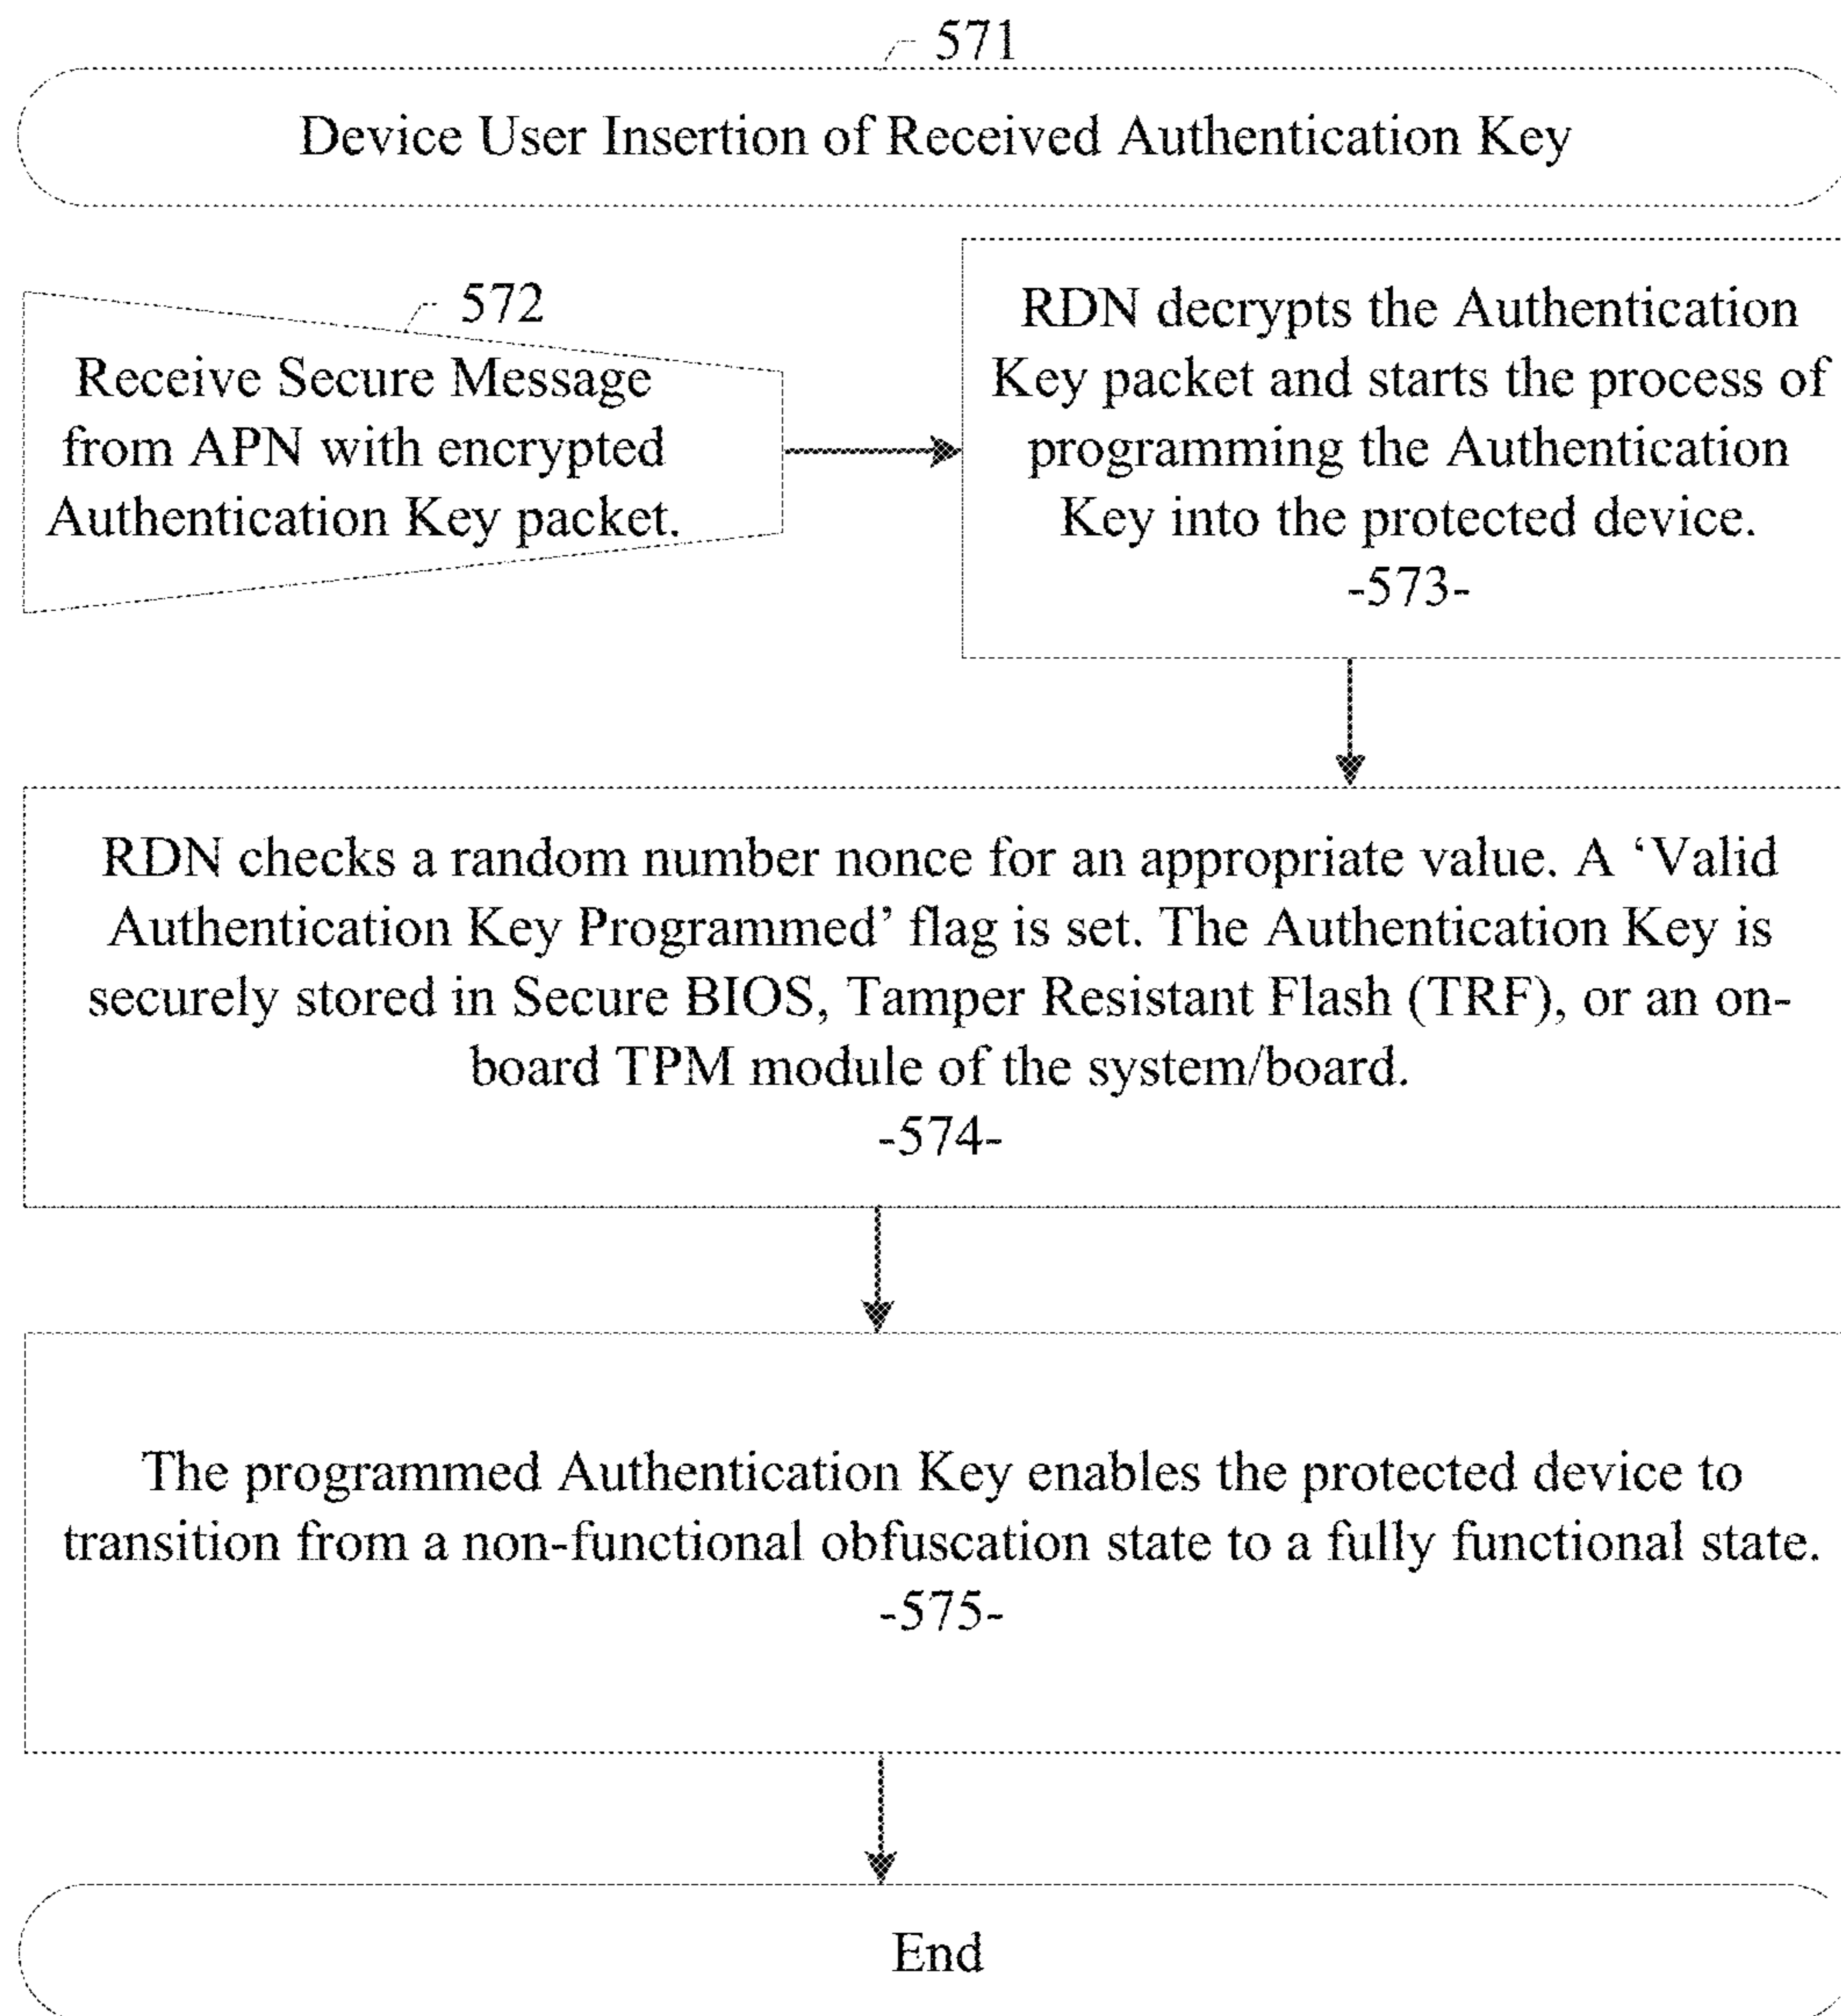 571
Device User Insertion of Received Authentication Key
572
Receive Secure Message
from APN with encrypted
Authentication Key packet.
RDN decrypts the Authentication
Key packet and starts the process of
programming the Authentication
Key into the protected device.
-573-
RDN checks a random number nonce for an appropriate value. A ‘Valid
Authentication Key Programmed’ flag is set. The Authentication Key is
securely stored in Secure BIOS, Tamper Resistant Flash (TRF), or an on-
board TPM module of the system/board.
-574-
The programmed Authentication Key enables the protected device to
transition from a non-functional obfuscation state to a fully functional state.
-575-
End